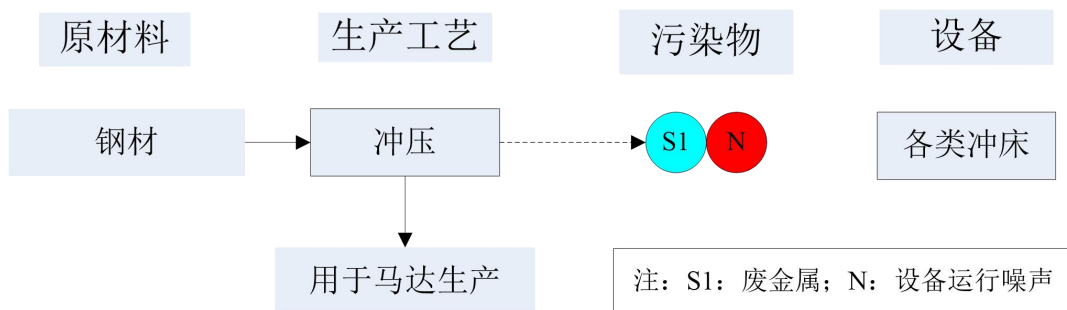 原材料
生产工艺
污染物
设备
钢材
冲压
S1
N
各类冲床
用于马达生产
注：S1：废金属；N：设备运行噪声